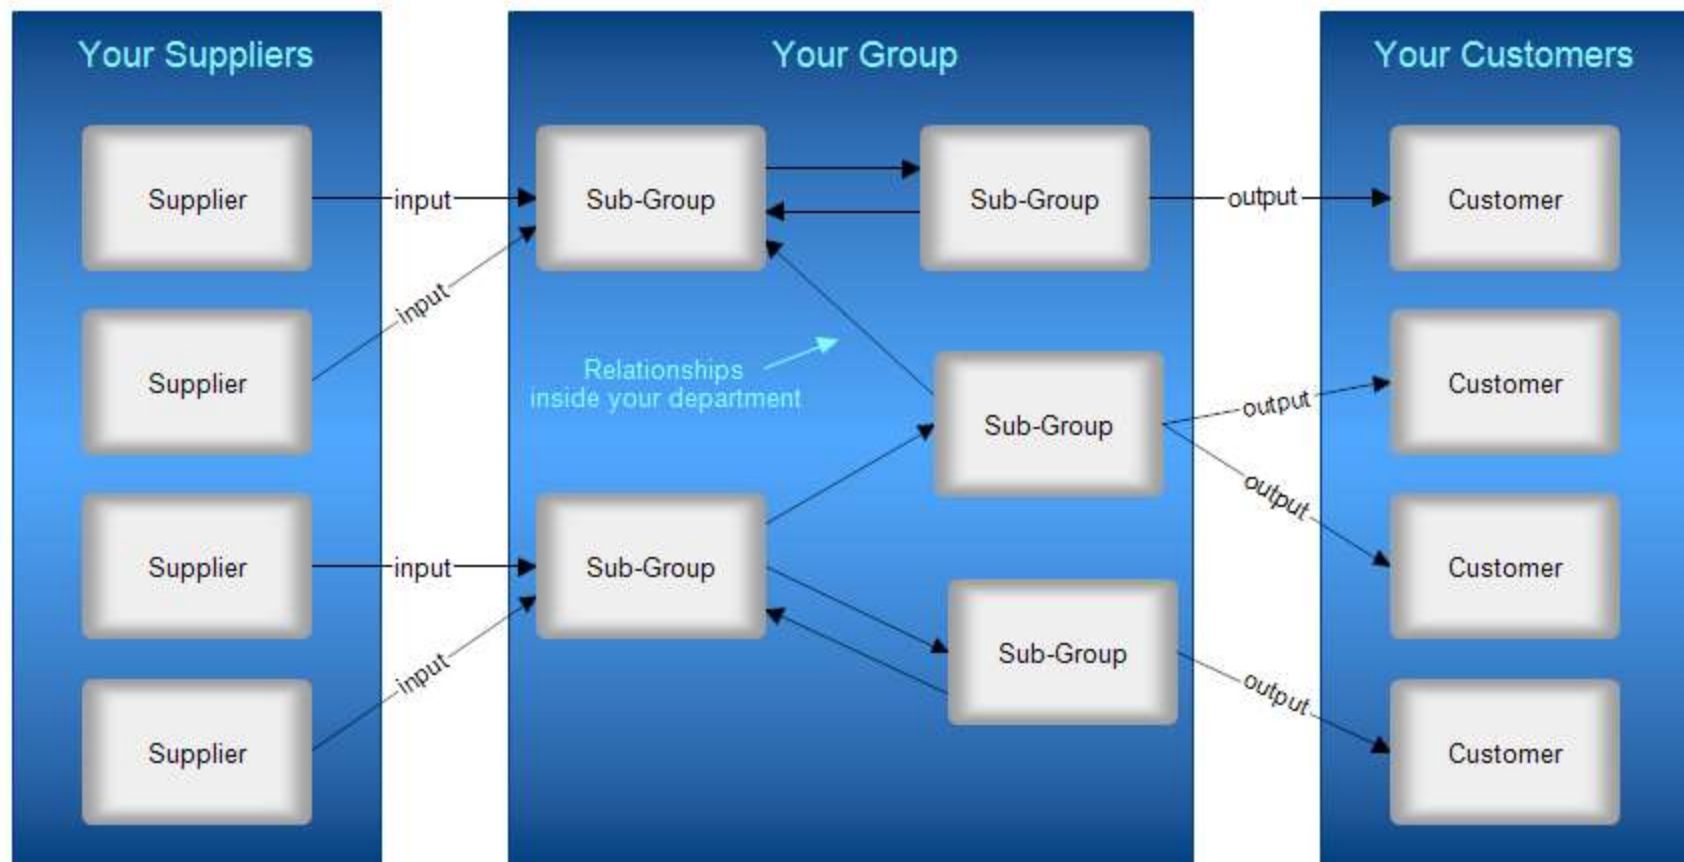 Your Suppliers
Your Group
Your Customers
Supplier
input
Sub-Group
Sub-Group
output
Customer
Supplier
input
Relationships
inside your department
Sub-Group
output
Customer
output
Supplier
input
Sub-Group
Customer
Supplier
input
Sub-Group
output
Customer